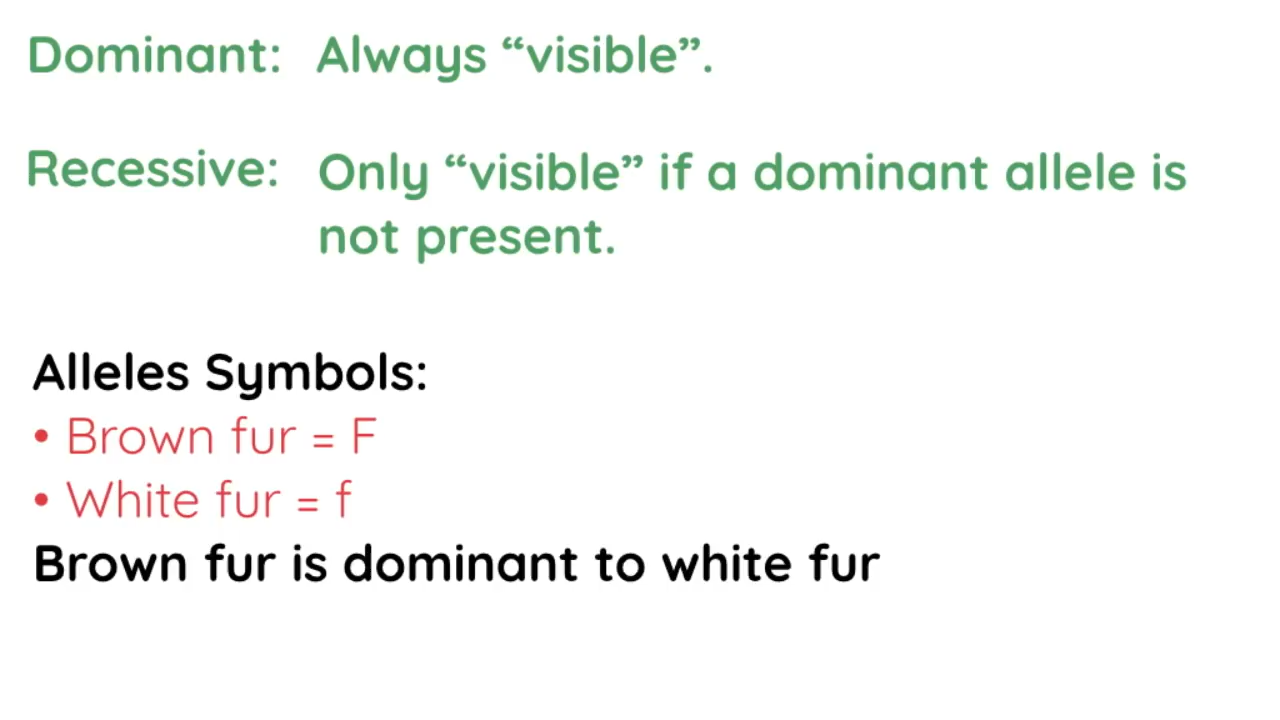 Dominant: Always “visible”.
Recessive: Only “visible” if a dominant allele is
not present.
Alleles Symbols:
• Brown fur = F
• White fur = f
Brown fur is dominant to white fur